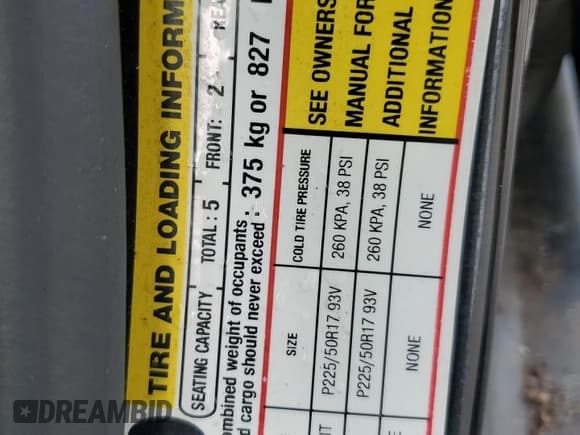 TIRE AND LOADING INFORM
SEATING CAPACITY TOTAL : 5 FRONT: 2 REA
ombined weight of occupants
d cargo should never exceed : 375 kg or 827
SIZE COLD TIRE PRESSURE SEE OWNERS
P225/50R17 93V 260 KPA, 38 PSI MANUAL FOR
P225/50R17 93V 260 KPA, 38 PSI ADDITIONAL
NONE NONE INFORMATION
DREAMBID